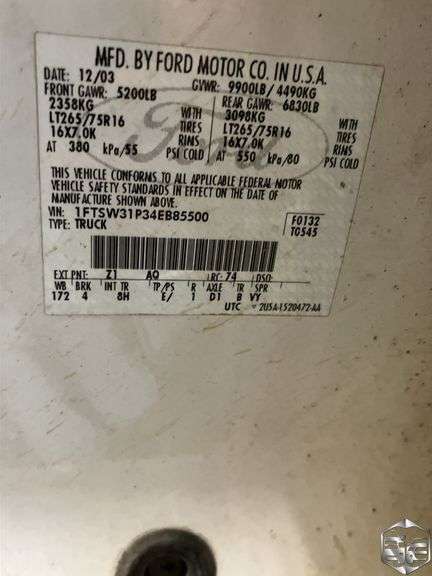 MFD. BY FORD MOTOR CO. IN U.S.A.
DATE: 12/03 GVWR: 9900LB/ 4490KG
FRONT GAWR: 5200LB REAR GAWR: 6830LB
2358KG WITH 3098KG WITH
LT265/75R16 TIRES LT265/75R16 TIRES
16X7.0K RIMS 16X7.0K RIMS
AT 380 kPa/55 PSI COLD AT 550 kPa/80 PSI COLD
Ford
THIS VEHICLE CONFORMS TO ALL APPLICABLE FEDERAL MOTOR
VEHICLE SAFETY STANDARDS IN EFFECT ON THE DATE OF
MANUFACTURE SHOWN ABOVE.
VIN: 1FTSW31P34EB85500 F0132
TYPE: TRUCK T0545
EXT PNT: Z1 AQ RC: 74 DSO:
WB BRK INT TR TP/PS R AXLE TR SPR
172 4 8H E/ 1 D1 B VY
UTC 2U5A-1520472-AA